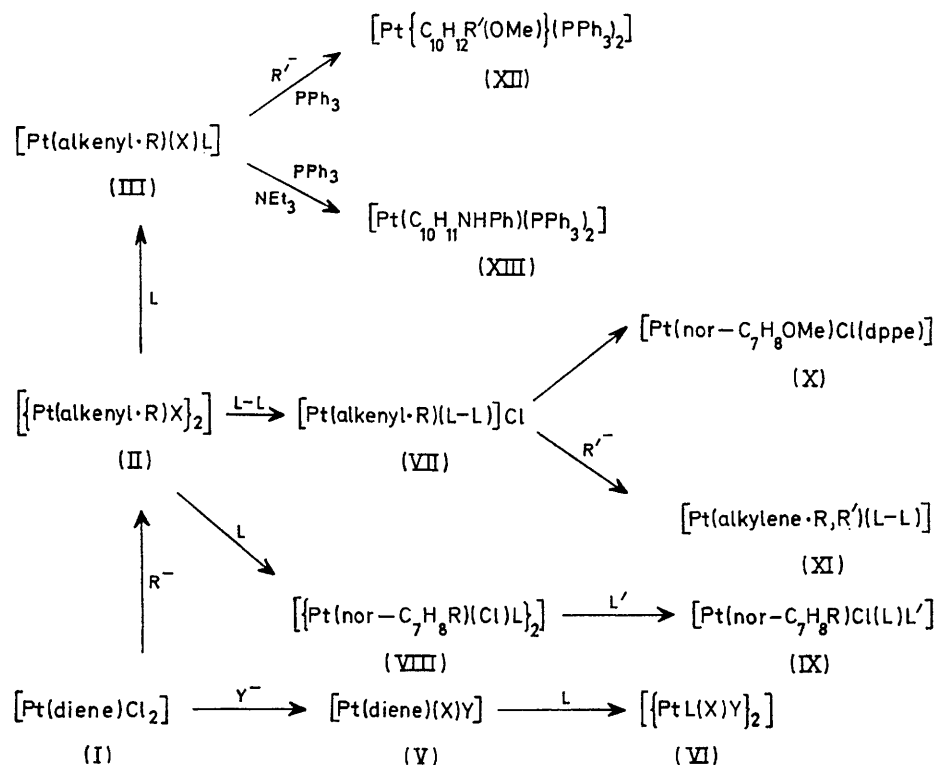 [Pt{C₁₀H₁₂R′(OMe)}(PPh₃)₂]
(XII)
R′⁻
PPh₃
[Pt(alkenyl·R)(X)L]
(III)
PPh₃
NEt₃
[Pt(C₁₀H₁₁NHPh)(PPh₃)₂]
(XIII)
L
[Pt(nor–C₇H₈OMe)Cl(dppe)]
(X)
[{Pt(alkenyl·R)X}₂]
(II)
L–L
[Pt(alkenyl·R)(L–L)]Cl
(VII)
R′⁻
[Pt(alkylene·R,R′)(L–L)]
(XI)
L
R⁻
[{Pt(nor–C₇H₈R)(Cl)L}₂]
(VIII)
L′
[Pt(nor–C₇H₈R)Cl(L)L′]
(IX)
[Pt(diene)Cl₂]
(I)
Y⁻
[Pt(diene)(X)Y]
(V)
L
[{PtL(X)Y}₂]
(VI)